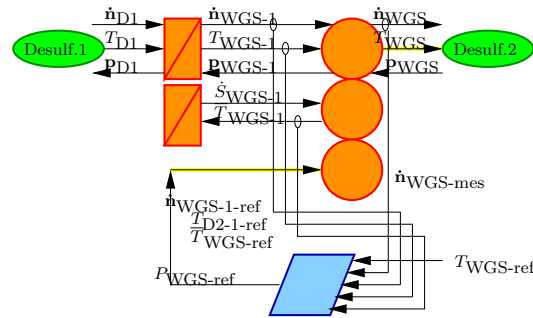 ṅD1 ṅWGS-1 ṅWGS
Desulf.1 TD1 TWGS-1 TWGS Desulf.2
pD1 pWGS-1 pWGS
ṠWGS-1
TWGS-1
ṅWGS-mes
ṅWGS-1-ref
TD2-1-ref
TWGS-ref
TWGS-ref
PWGS-ref